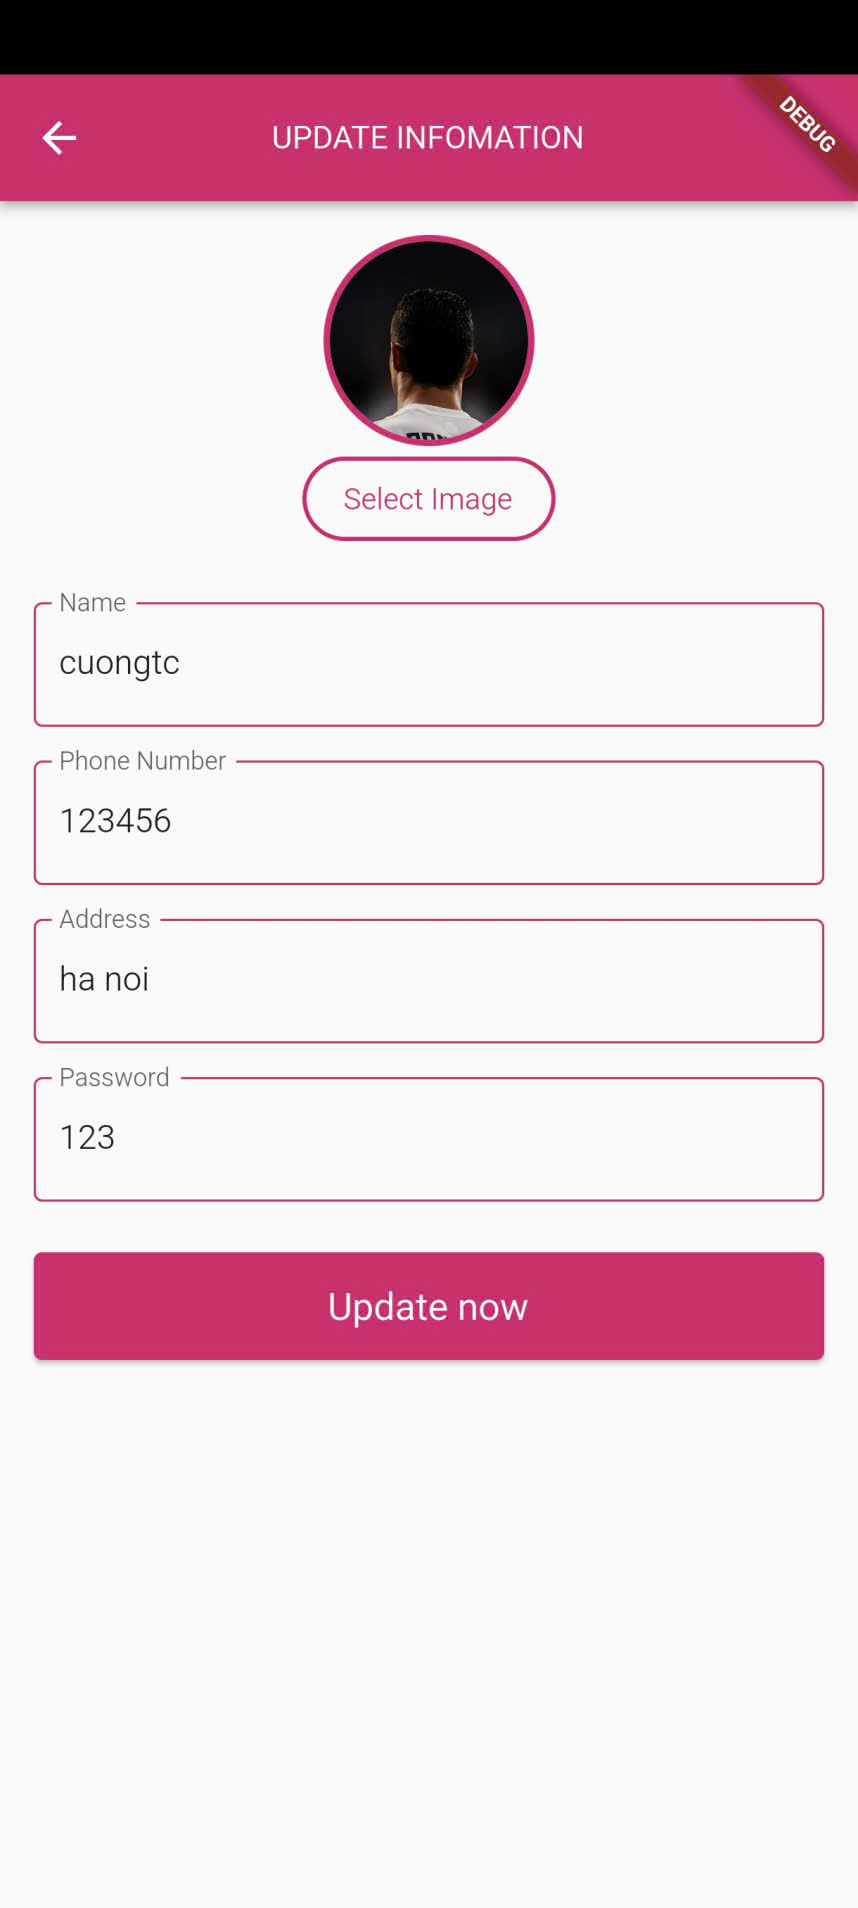 DEBUG
UPDATE INFOMATION
Select Image
Name
cuongtc
Phone Number
123456
Address
ha noi
Password
123
Update now